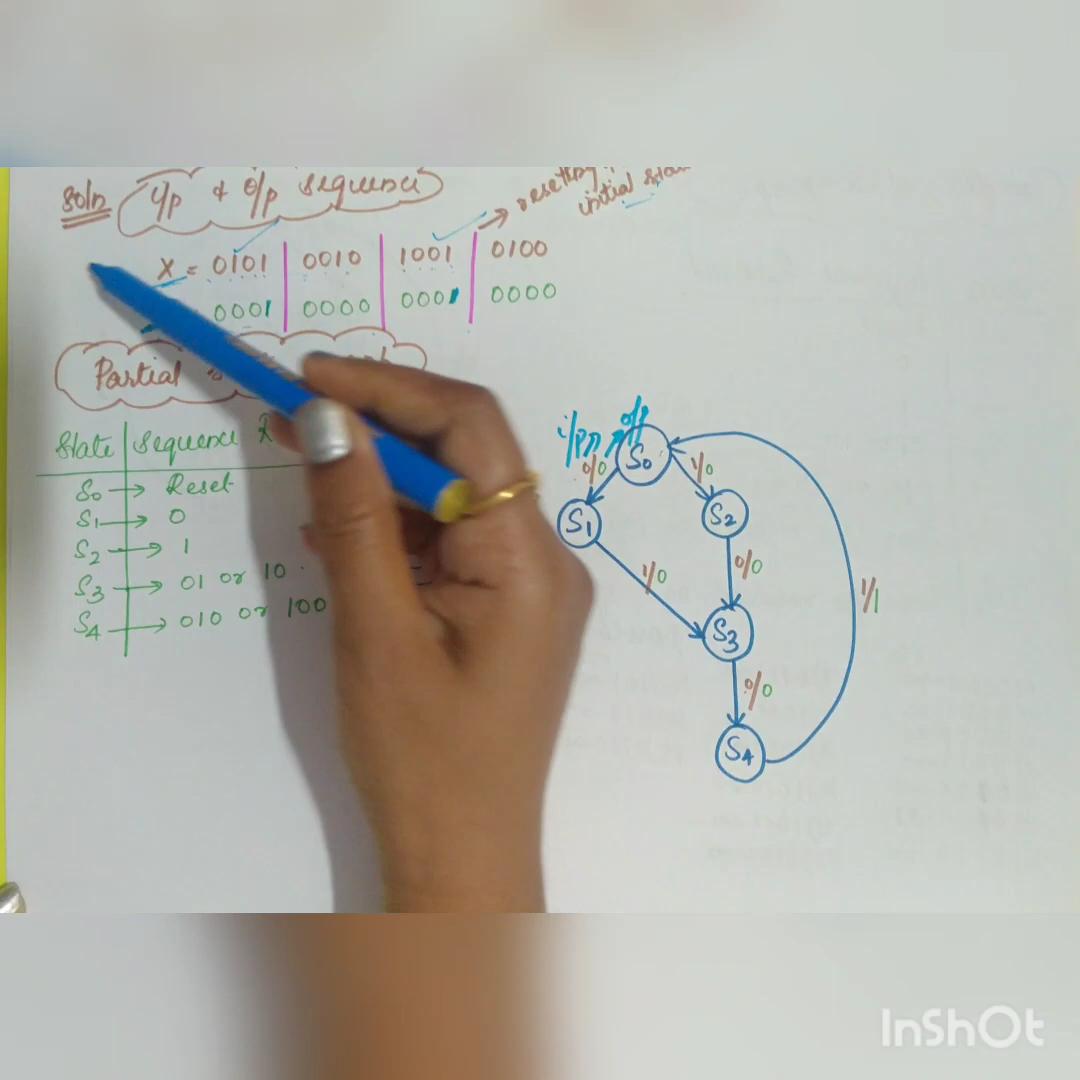 Soln I/p & O/p sequence
initial state
X = 0101 | 0010 | 1001 | 0100
0001 | 0000 | 0001 | 0000
Partial
State | Sequence
S0 → Reset
S1 → 0
S2 → 1
S3 → 01 or 10
S4 → 010 or 100
i/p o/p
S0
0/0 1/0
S1 S2
1/0 0/0
S3
1/1
0/0
S4
InShOt